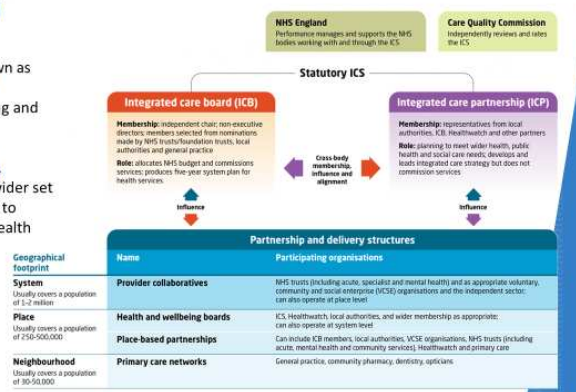 wn as
g and
wider set
to
ealth
NHS England
Performance manages and supports the NHS
bodies working with and through the ICS
Care Quality Commission
Independently reviews and rates
the ICS
Statutory ICS
Integrated care board (ICB)
Membership: independent chair; non-executive
directors; members selected from nominations
made by NHS trusts/foundation trusts, local
authorities and general practice
Role: allocates NHS budget and commissions
services; produces five-year system plan for
health services
Cross-body
membership,
influence and
alignment
Integrated care partnership (ICP)
Membership: representatives from local
authorities, ICB, Healthwatch and other partners
Role: planning to meet wider health, public
health and social care needs; develops and
leads integrated care strategy but does not
commission services
Influence
Influence
Partnership and delivery structures
Geographical
footprint
Name
Participating organisations
System
Usually covers a population
of 1-2 million
Provider collaboratives
NHS trusts (including acute, specialist and mental health) and as appropriate voluntary,
community and social enterprise (VCSE) organisations and the independent sector;
can also operate at place level
Place
Usually covers a population
of 250-500,000
Health and wellbeing boards
ICS, Healthwatch, local authorities, and wider membership as appropriate;
can also operate at system level
Place-based partnerships
Can include ICB members, local authorities, VCSE organisations, NHS trusts (including
acute, mental health and community services), Healthwatch and primary care
Neighbourhood
Usually covers a population
of 30-50,000
Primary care networks
General practice, community pharmacy, dentistry, opticians